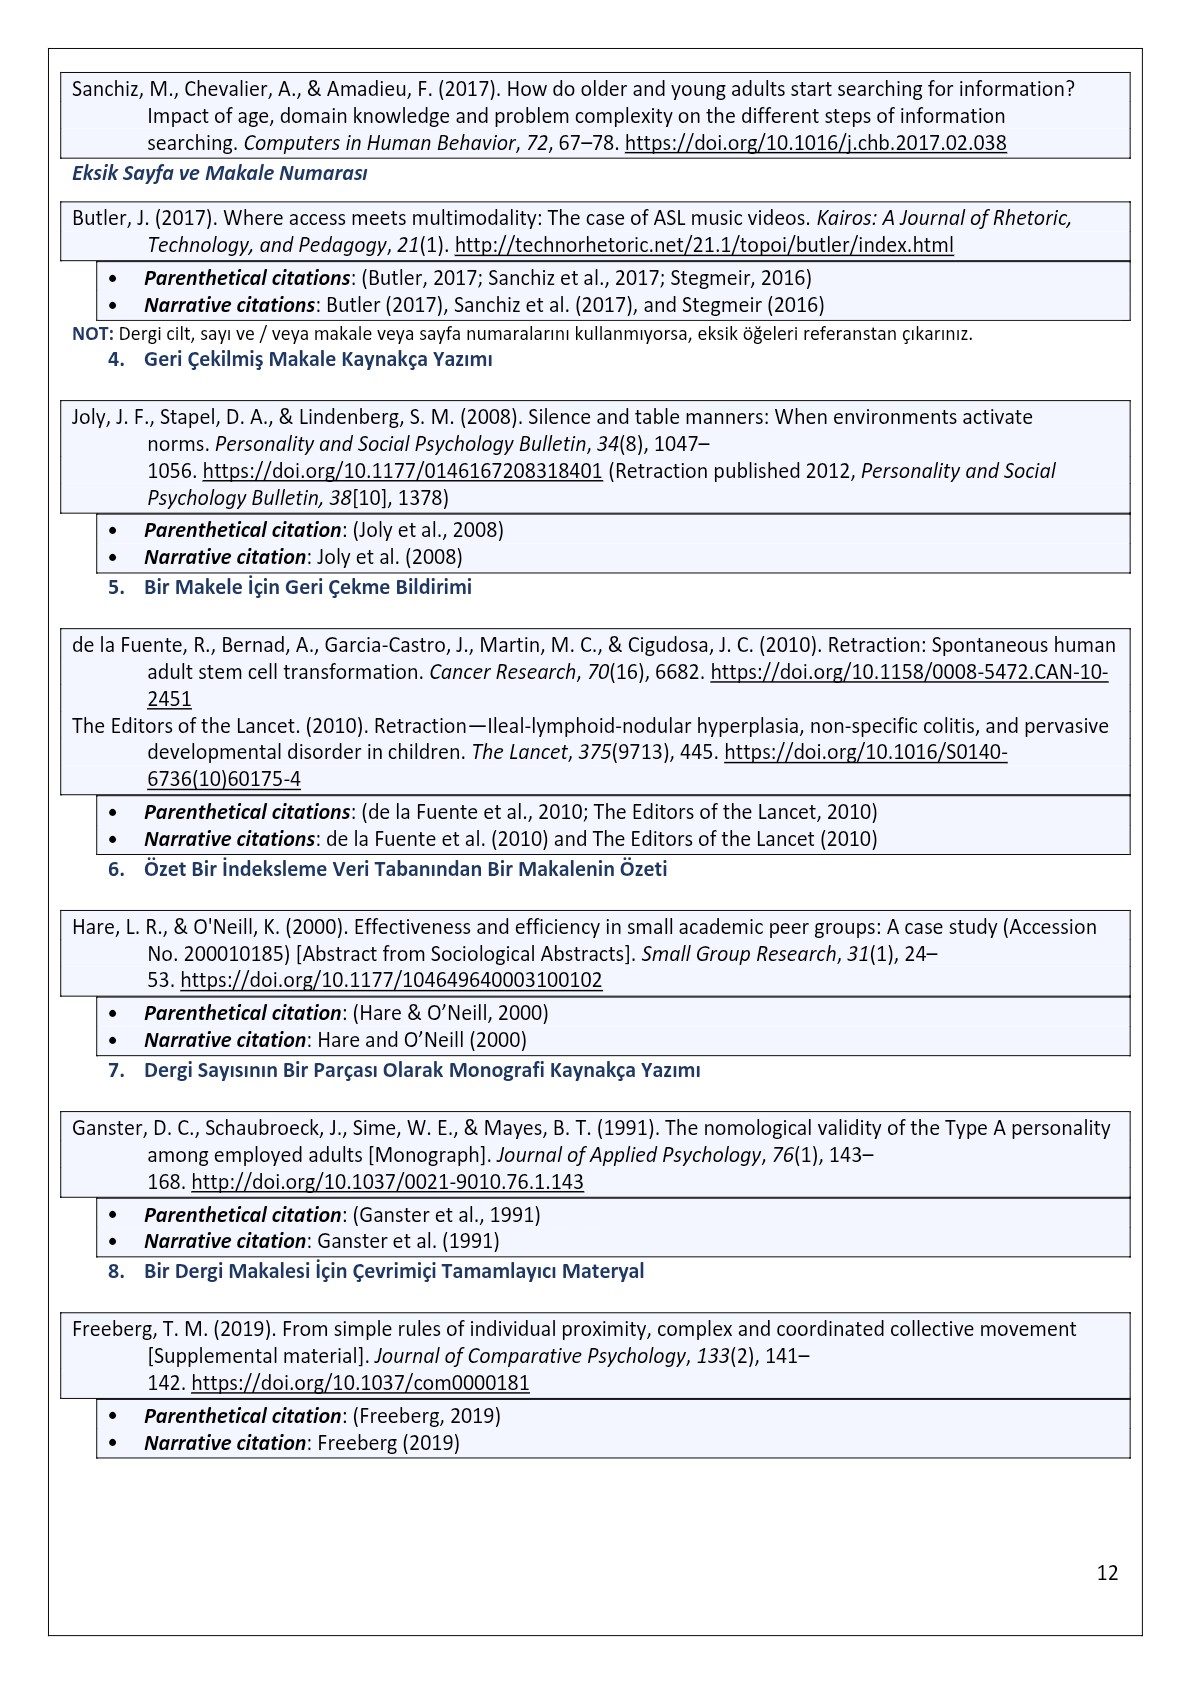 Sanchiz, M., Chevalier, A., & Amadieu, F. (2017). How do older and young adults start searching for information?
Impact of age, domain knowledge and problem complexity on the different steps of information
searching. Computers in Human Behavior, 72, 67–78. https://doi.org/10.1016/j.chb.2017.02.038
Eksik Sayfa ve Makale Numarası
Butler, J. (2017). Where access meets multimodality: The case of ASL music videos. Kairos: A Journal of Rhetoric,
Technology, and Pedagogy, 21(1). http://technorhetoric.net/21.1/topoi/butler/index.html
• Parenthetical citations: (Butler, 2017; Sanchiz et al., 2017; Stegmeir, 2016)
• Narrative citations: Butler (2017), Sanchiz et al. (2017), and Stegmeir (2016)
NOT: Dergi cilt, sayı ve / veya makale veya sayfa numaralarını kullanmıyorsa, eksik öğeleri referanstan çıkarınız.
4. Geri Çekilmiş Makale Kaynakça Yazımı
Joly, J. F., Stapel, D. A., & Lindenberg, S. M. (2008). Silence and table manners: When environments activate
norms. Personality and Social Psychology Bulletin, 34(8), 1047–
1056. https://doi.org/10.1177/0146167208318401 (Retraction published 2012, Personality and Social
Psychology Bulletin, 38[10], 1378)
• Parenthetical citation: (Joly et al., 2008)
• Narrative citation: Joly et al. (2008)
5. Bir Makele İçin Geri Çekme Bildirimi
de la Fuente, R., Bernad, A., Garcia-Castro, J., Martin, M. C., & Cigudosa, J. C. (2010). Retraction: Spontaneous human
adult stem cell transformation. Cancer Research, 70(16), 6682. https://doi.org/10.1158/0008-5472.CAN-10-
2451
The Editors of the Lancet. (2010). Retraction—Ileal-lymphoid-nodular hyperplasia, non-specific colitis, and pervasive
developmental disorder in children. The Lancet, 375(9713), 445. https://doi.org/10.1016/S0140-
6736(10)60175-4
• Parenthetical citations: (de la Fuente et al., 2010; The Editors of the Lancet, 2010)
• Narrative citations: de la Fuente et al. (2010) and The Editors of the Lancet (2010)
6. Özet Bir İndeksleme Veri Tabanından Bir Makalenin Özeti
Hare, L. R., & O'Neill, K. (2000). Effectiveness and efficiency in small academic peer groups: A case study (Accession
No. 200010185) [Abstract from Sociological Abstracts]. Small Group Research, 31(1), 24–
53. https://doi.org/10.1177/104649640003100102
• Parenthetical citation: (Hare & O’Neill, 2000)
• Narrative citation: Hare and O’Neill (2000)
7. Dergi Sayısının Bir Parçası Olarak Monografi Kaynakça Yazımı
Ganster, D. C., Schaubroeck, J., Sime, W. E., & Mayes, B. T. (1991). The nomological validity of the Type A personality
among employed adults [Monograph]. Journal of Applied Psychology, 76(1), 143–
168. http://doi.org/10.1037/0021-9010.76.1.143
• Parenthetical citation: (Ganster et al., 1991)
• Narrative citation: Ganster et al. (1991)
8. Bir Dergi Makalesi İçin Çevrimiçi Tamamlayıcı Materyal
Freeberg, T. M. (2019). From simple rules of individual proximity, complex and coordinated collective movement
[Supplemental material]. Journal of Comparative Psychology, 133(2), 141–
142. https://doi.org/10.1037/com0000181
• Parenthetical citation: (Freeberg, 2019)
• Narrative citation: Freeberg (2019)
12